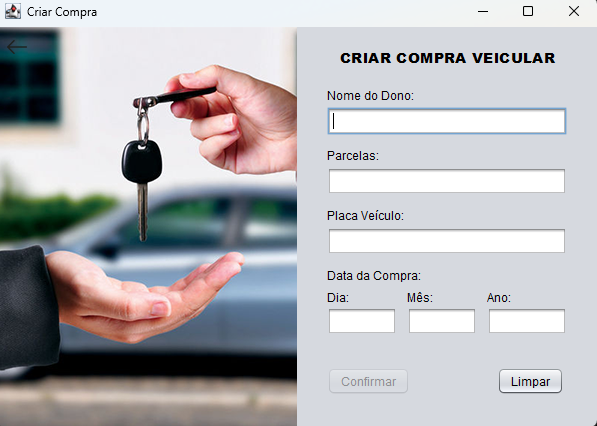 Criar Compra
CRIAR COMPRA VEICULAR
Nome do Dono:
Parcelas:
Placa Veículo:
Data da Compra:
Dia: Mês: Ano:
Confirmar Limpar